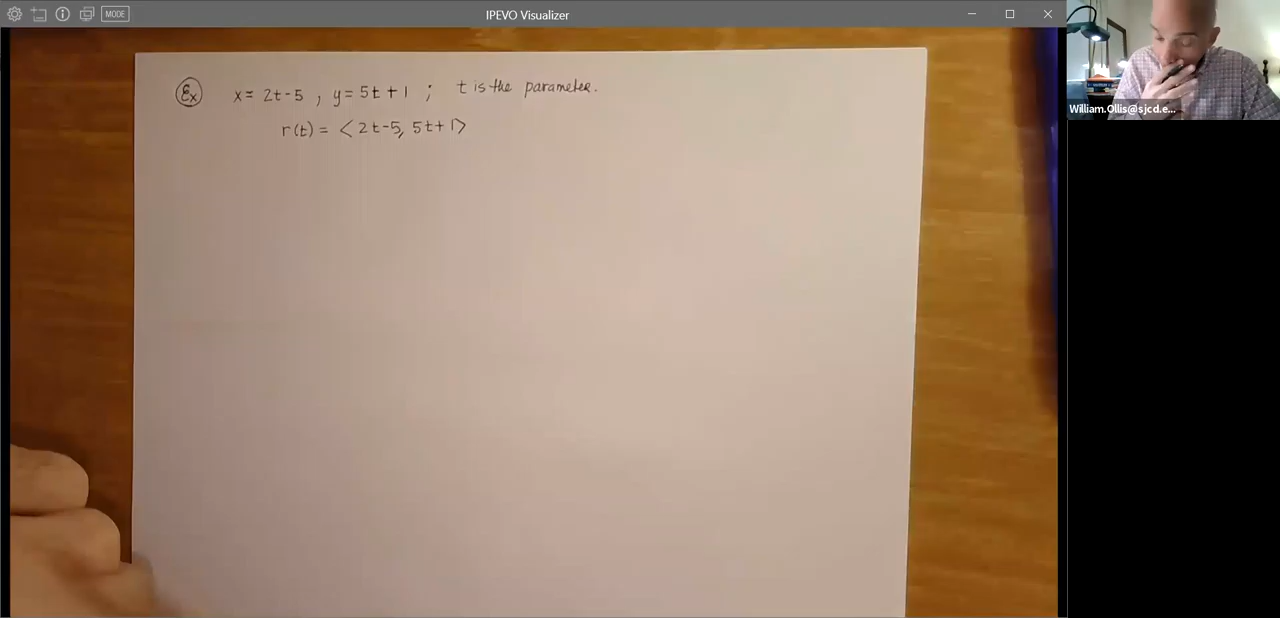 MODE
IPEVO Visualizer
William.Ollis@sjcd.e...
Ex x = 2t-5 , y = 5t + 1 ; t is the parameter.
r(t) = < 2t-5, 5t+1>